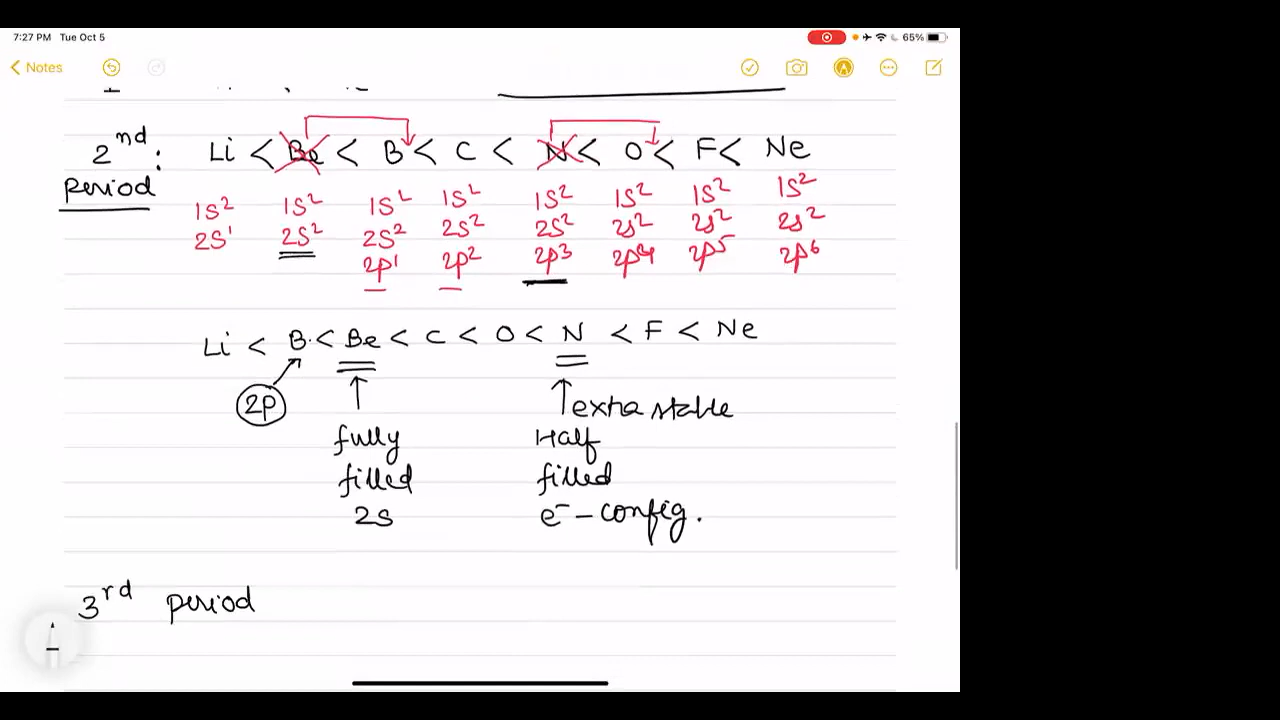 7:27 PM Tue Oct 5 65%
Notes
2nd period: Li < Be < B < C < N < O < F < Ne
1s² 1s² 1s² 1s² 1s² 1s² 1s² 1s²
2s¹ 2s² 2s² 2s² 2s² 2s² 2s² 2s²
2p¹ 2p² 2p³ 2p⁴ 2p⁵ 2p⁶
Li < B < Be < C < O < N < F < Ne
2p
extra stable
fully Half
filled filled
2s e⁻ - config.
3rd period